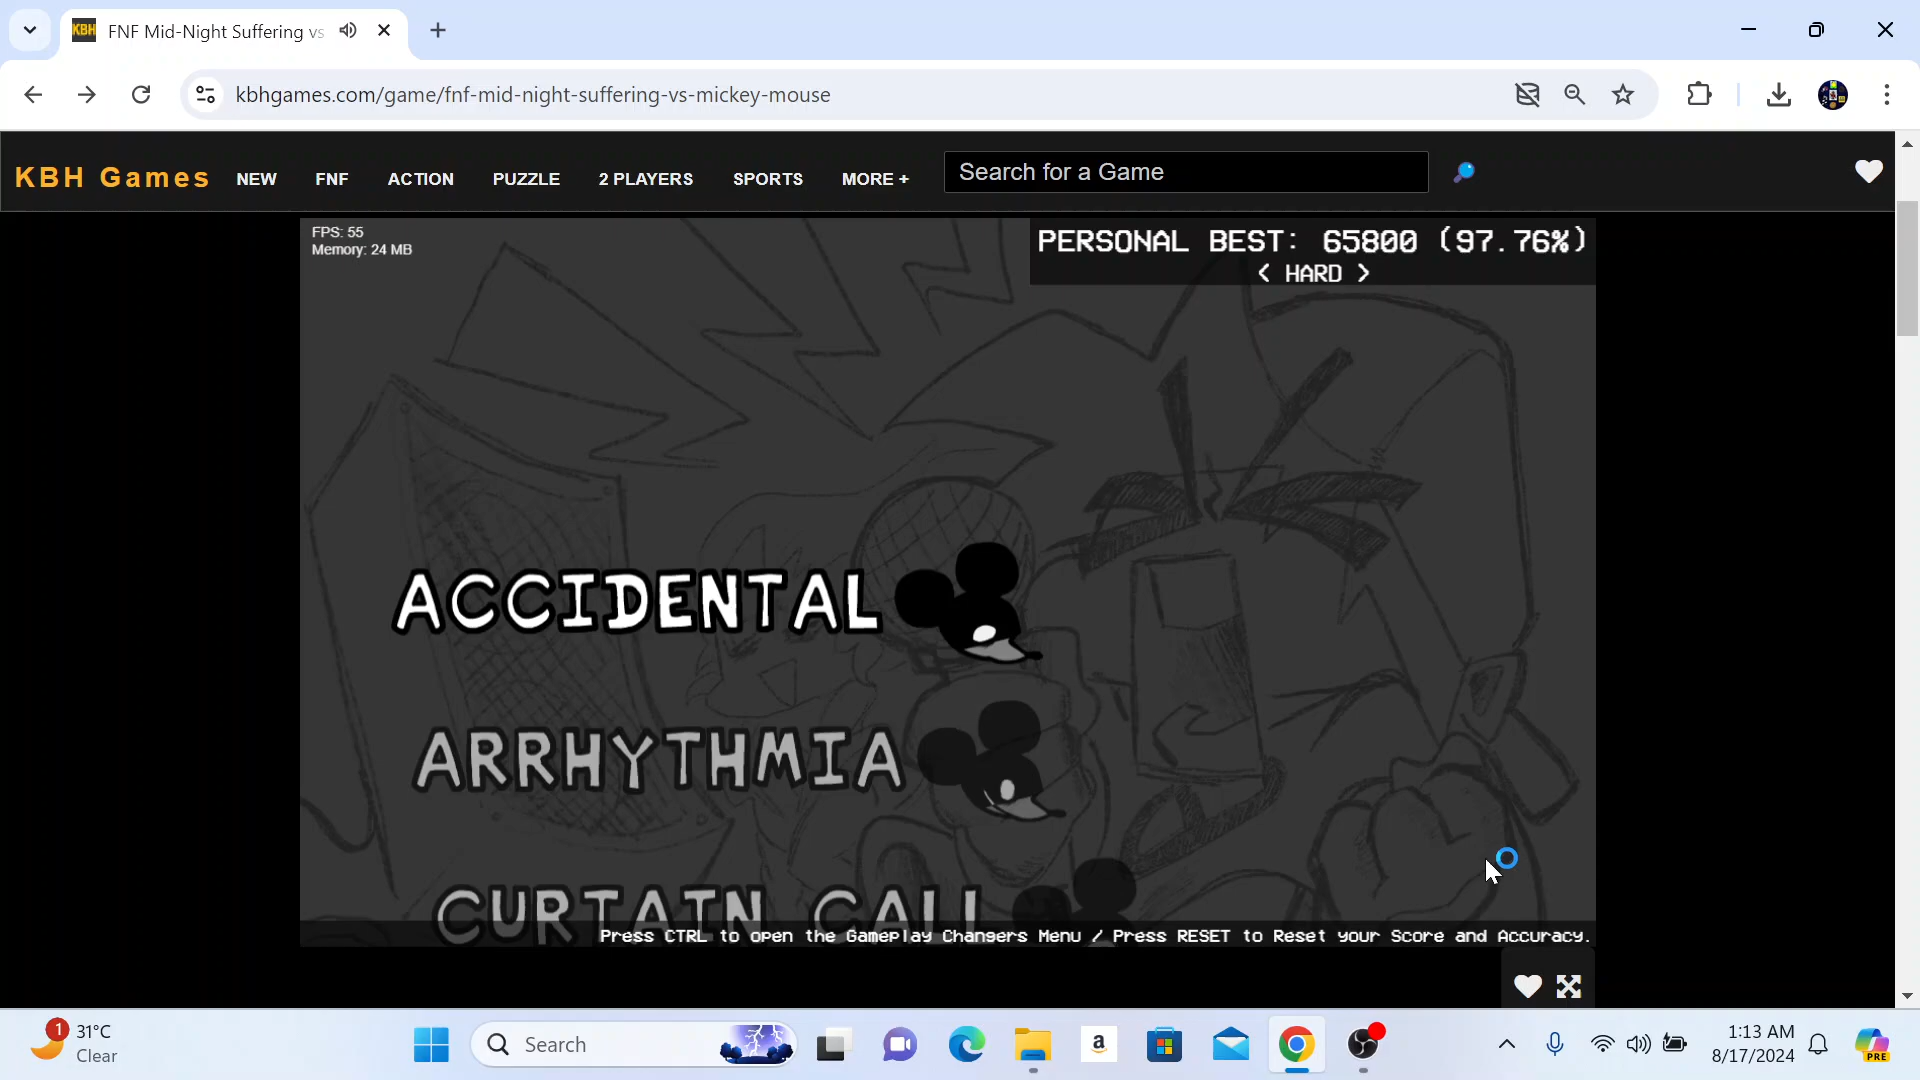 FNF Mid-Night Suffering vs
kbhgames.com/game/fnf-mid-night-suffering-vs-mickey-mouse
KBH Games NEW FNF ACTION PUZZLE 2 PLAYERS SPORTS MORE + Search for a Game
FPS: 55
Memory: 24 MB
PERSONAL BEST: 65800 (97.76%)
< HARD >
ACCIDENTAL
ARRHYTHMIA
CURTAIN CALL
Press CTRL to open the Gameplay Changers Menu / Press RESET to Reset your Score and Accuracy.
1 31°C
Clear
Search
a
1:13 AM
8/17/2024
PRE